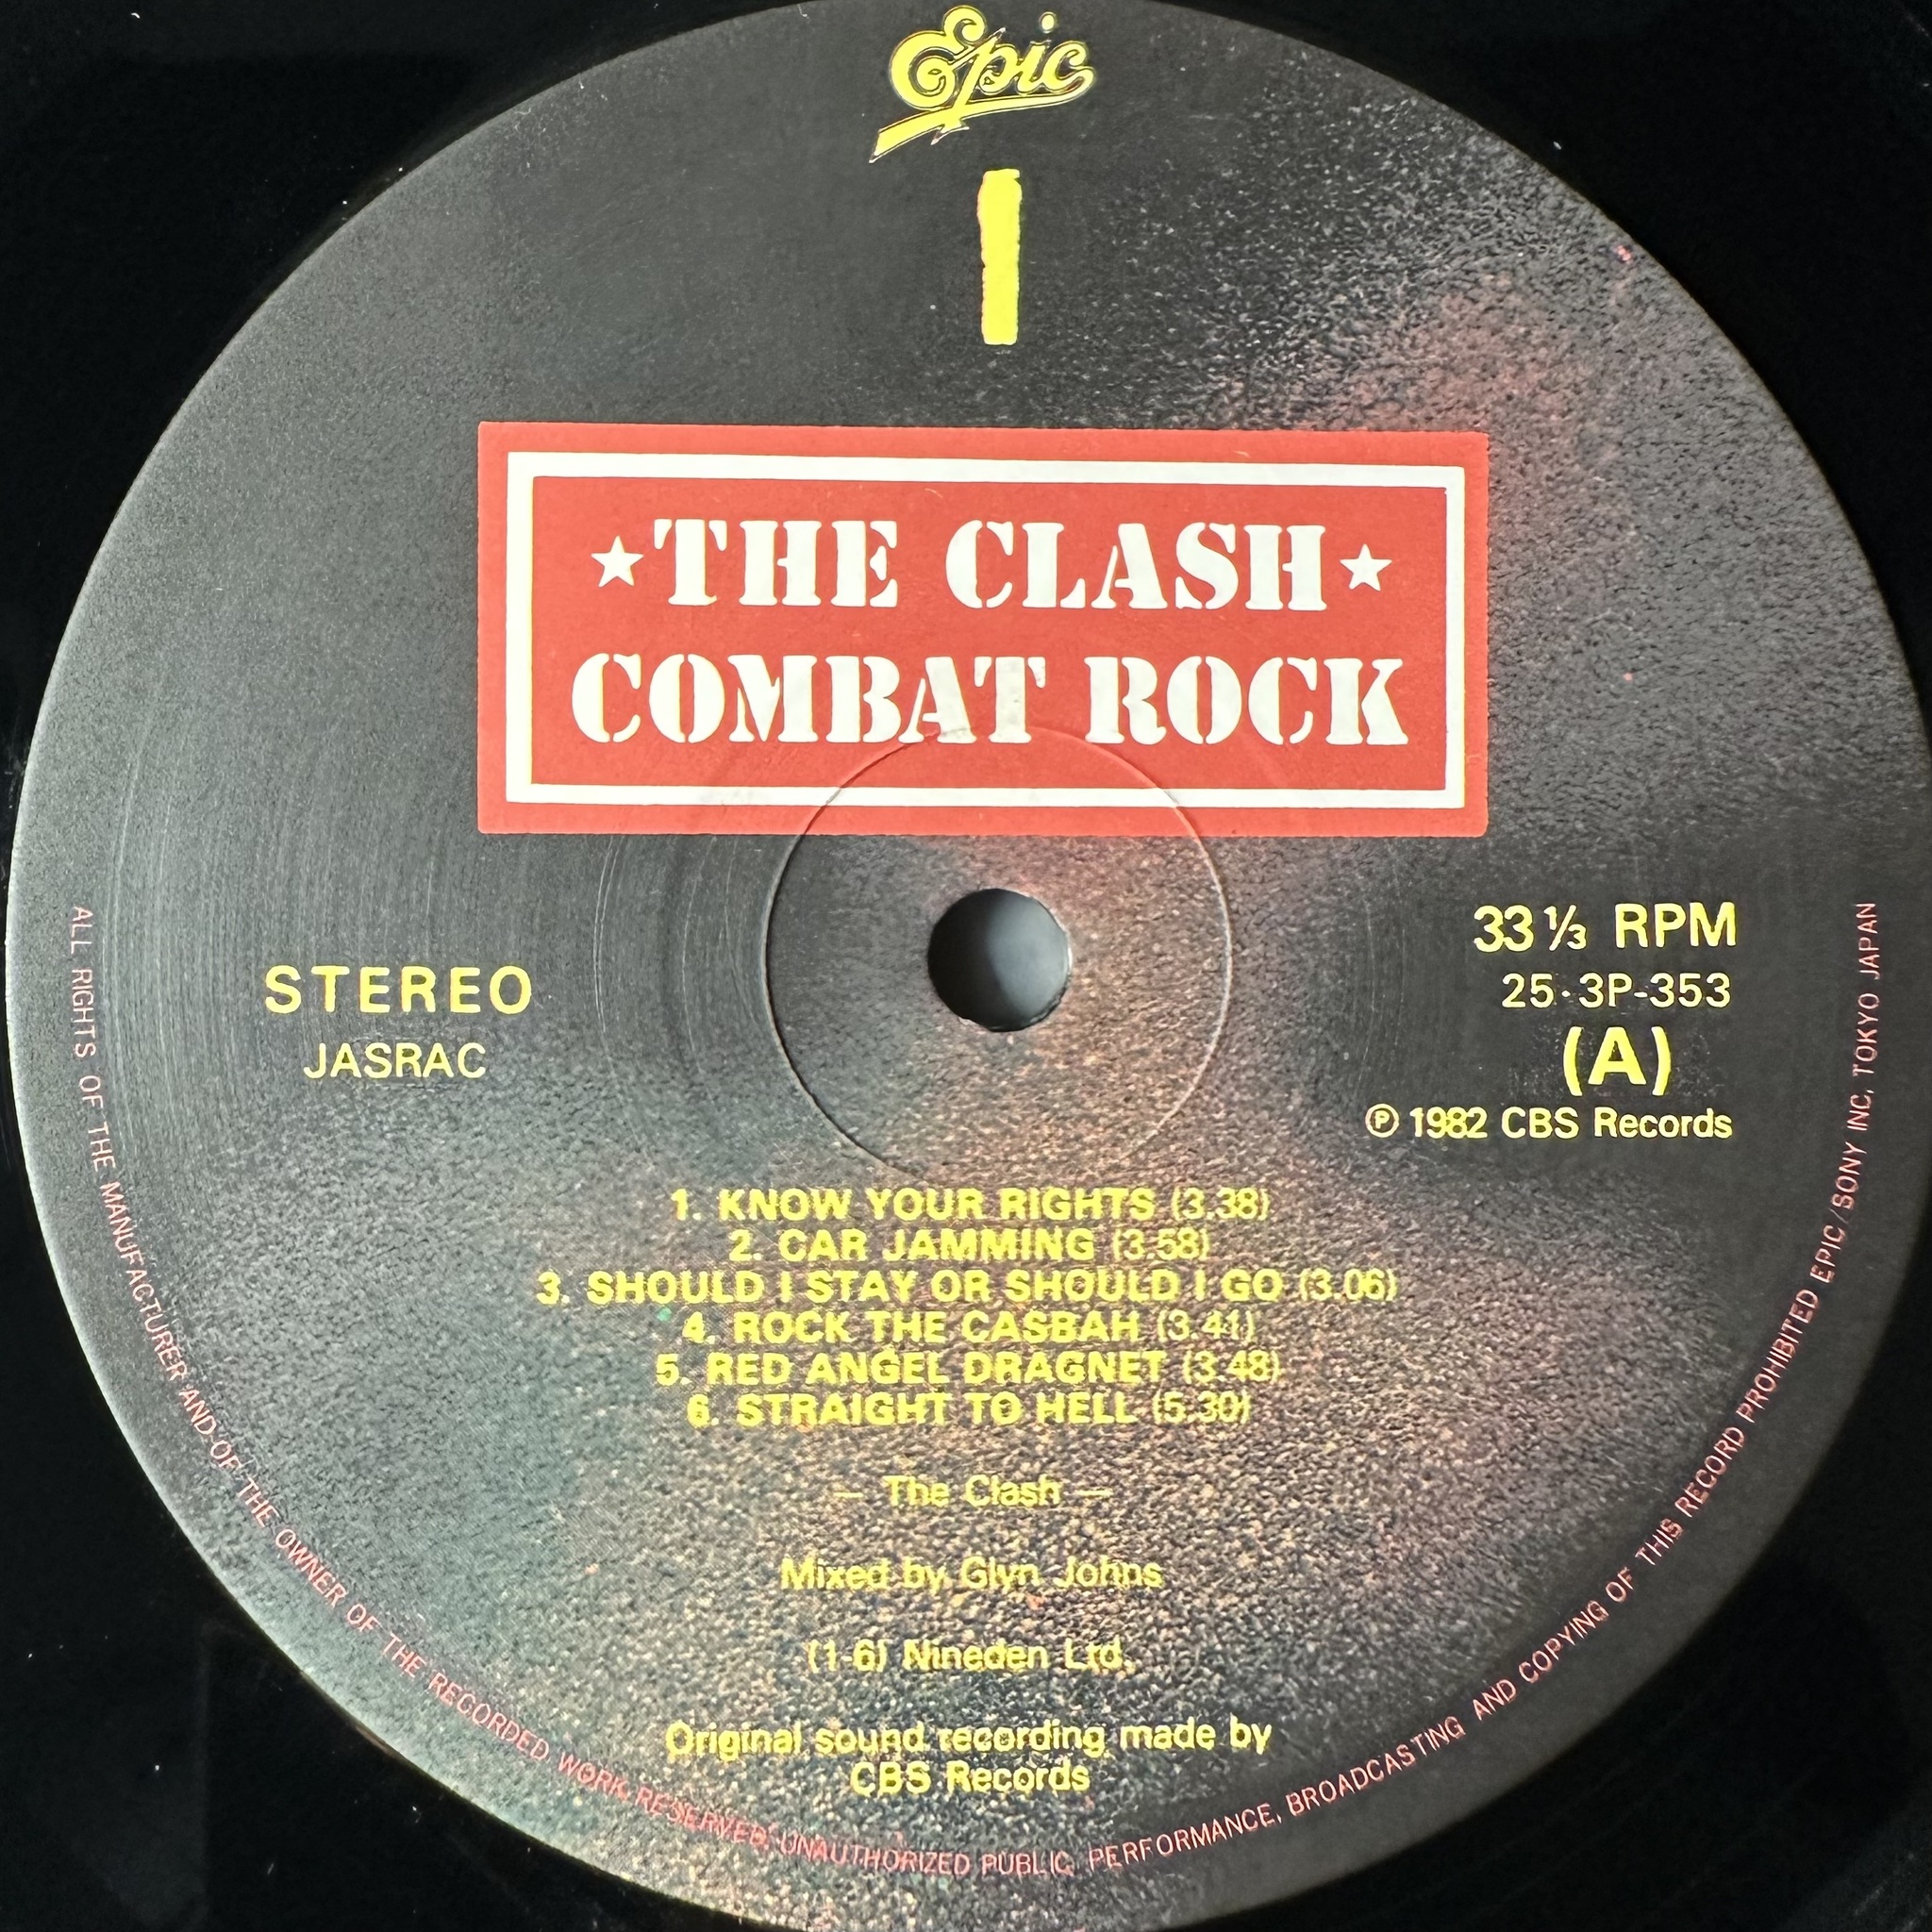 Epic
1
★THE CLASH★
COMBAT ROCK
STEREO
JASRAC
33 ⅓ RPM
25・3P-353
(A)
Ⓟ 1982 CBS Records
1. KNOW YOUR RIGHTS (3.38)
2. CAR JAMMING (3.58)
3. SHOULD I STAY OR SHOULD I GO (3.06)
4. ROCK THE CASBAH (3.41)
5. RED ANGEL DRAGNET (3.48)
6. STRAIGHT TO HELL (5.30)
— The Clash —
Mixed by Glyn Johns
(1-6) Nineden Ltd.
Original sound recording made by
CBS Records
ALL RIGHTS OF THE MANUFACTURER AND OF THE OWNER OF THE RECORDED WORK RESERVED. UNAUTHORIZED PUBLIC PERFORMANCE, BROADCASTING AND COPYING OF THIS RECORD PROHIBITED EPIC/SONY INC. TOKYO JAPAN